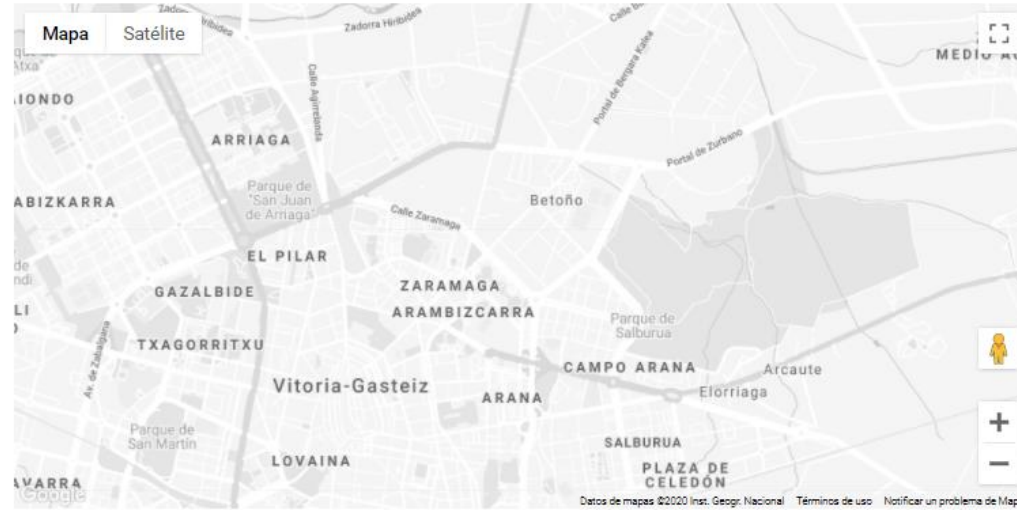 Mapa
Satélite
Zadorra Hiribidea
Calle Agirrelanda
Portal de Bergara Kalea
ARRIAGA
Portal de Zurbano
Parque de
"San Juan
de Arriaga"
ABIZKARRA
Betoño
Calle Zaramaga
EL PILAR
GAZALBIDE
ZARAMAGA
ARAMBIZCARRA
Parque de
Salburua
TXAGORRITXU
Av. de Zabalgana
CAMPO ARANA
Arcaute
Vitoria-Gasteiz
ARANA
Elorriaga
Parque de
San Martín
SALBURUA
LOVAINA
PLAZA DE
CELEDÓN
Google
Datos de mapas ©2020 Inst. Geogr. Nacional
Términos de uso
Notificar un problema de Map